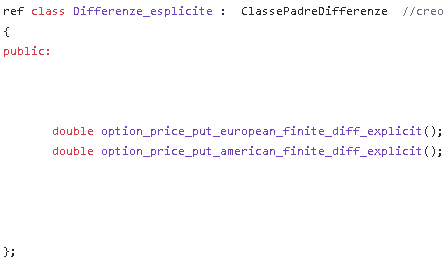 ref class Differenze_esplicite :  ClassePadreDifferenze  //creo
{
public:
double option_price_put_european_finite_diff_explicit();
double option_price_put_american_finite_diff_explicit();
};